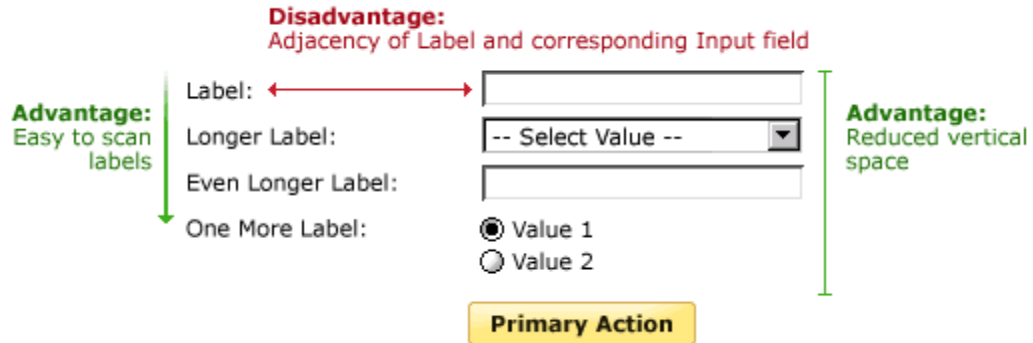 Disadvantage:
Adjacency of Label and corresponding Input field
Advantage:
Easy to scan
labels
Label:
Longer Label:
-- Select Value --
Even Longer Label:
One More Label:
Value 1
Value 2
Primary Action
Advantage:
Reduced vertical
space